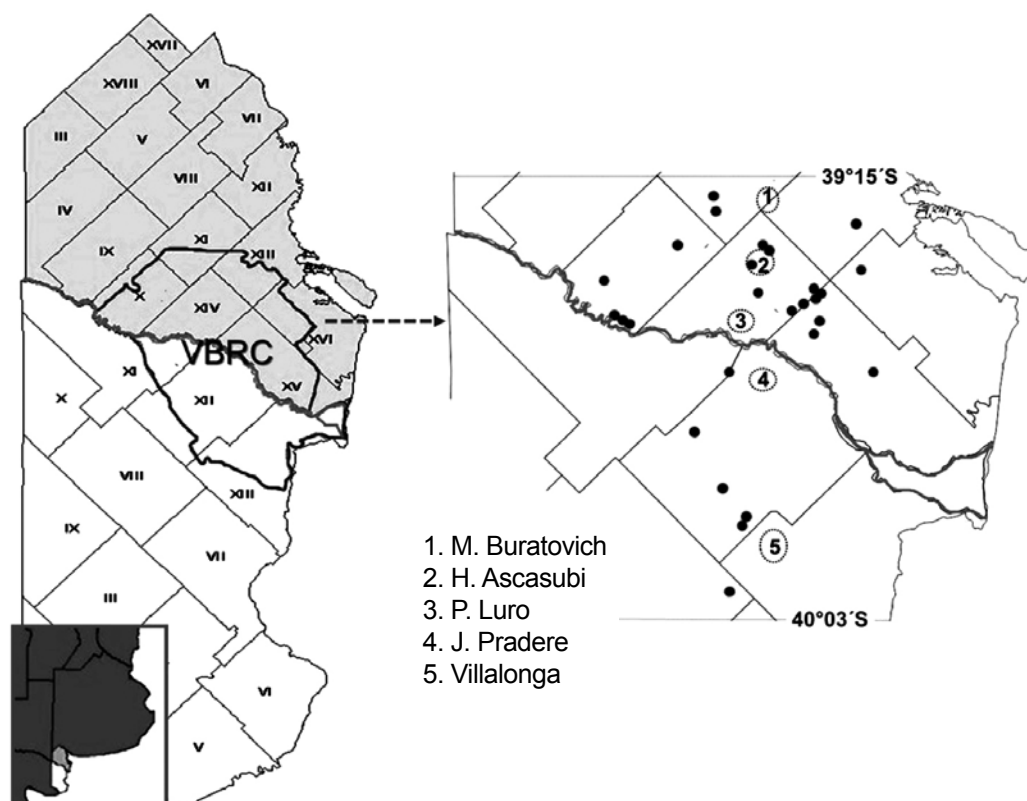 XVII
XVIII
VI
III
V
VII
VIII
XII
IV
IX
XI
XIII
X
XIV
XVI
VBRC
XV
XI
X
XII
VIII
XIII
IX
VII
III
VI
V
39°15´S
1
2
3
4
5
40°03´S
1. M. Buratovich
2. H. Ascasubi
3. P. Luro
4. J. Pradere
5. Villalonga